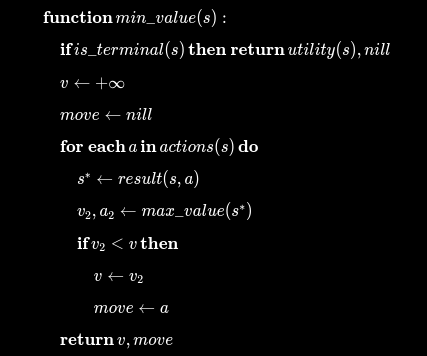 function min_value(s) :
if is_terminal(s) then return utility(s), nill
v ← +∞
move ← nill
for each a in actions(s) do
s* ← result(s, a)
v₂, a₂ ← max_value(s*)
if v₂ < v then
v ← v₂
move ← a
return v, move